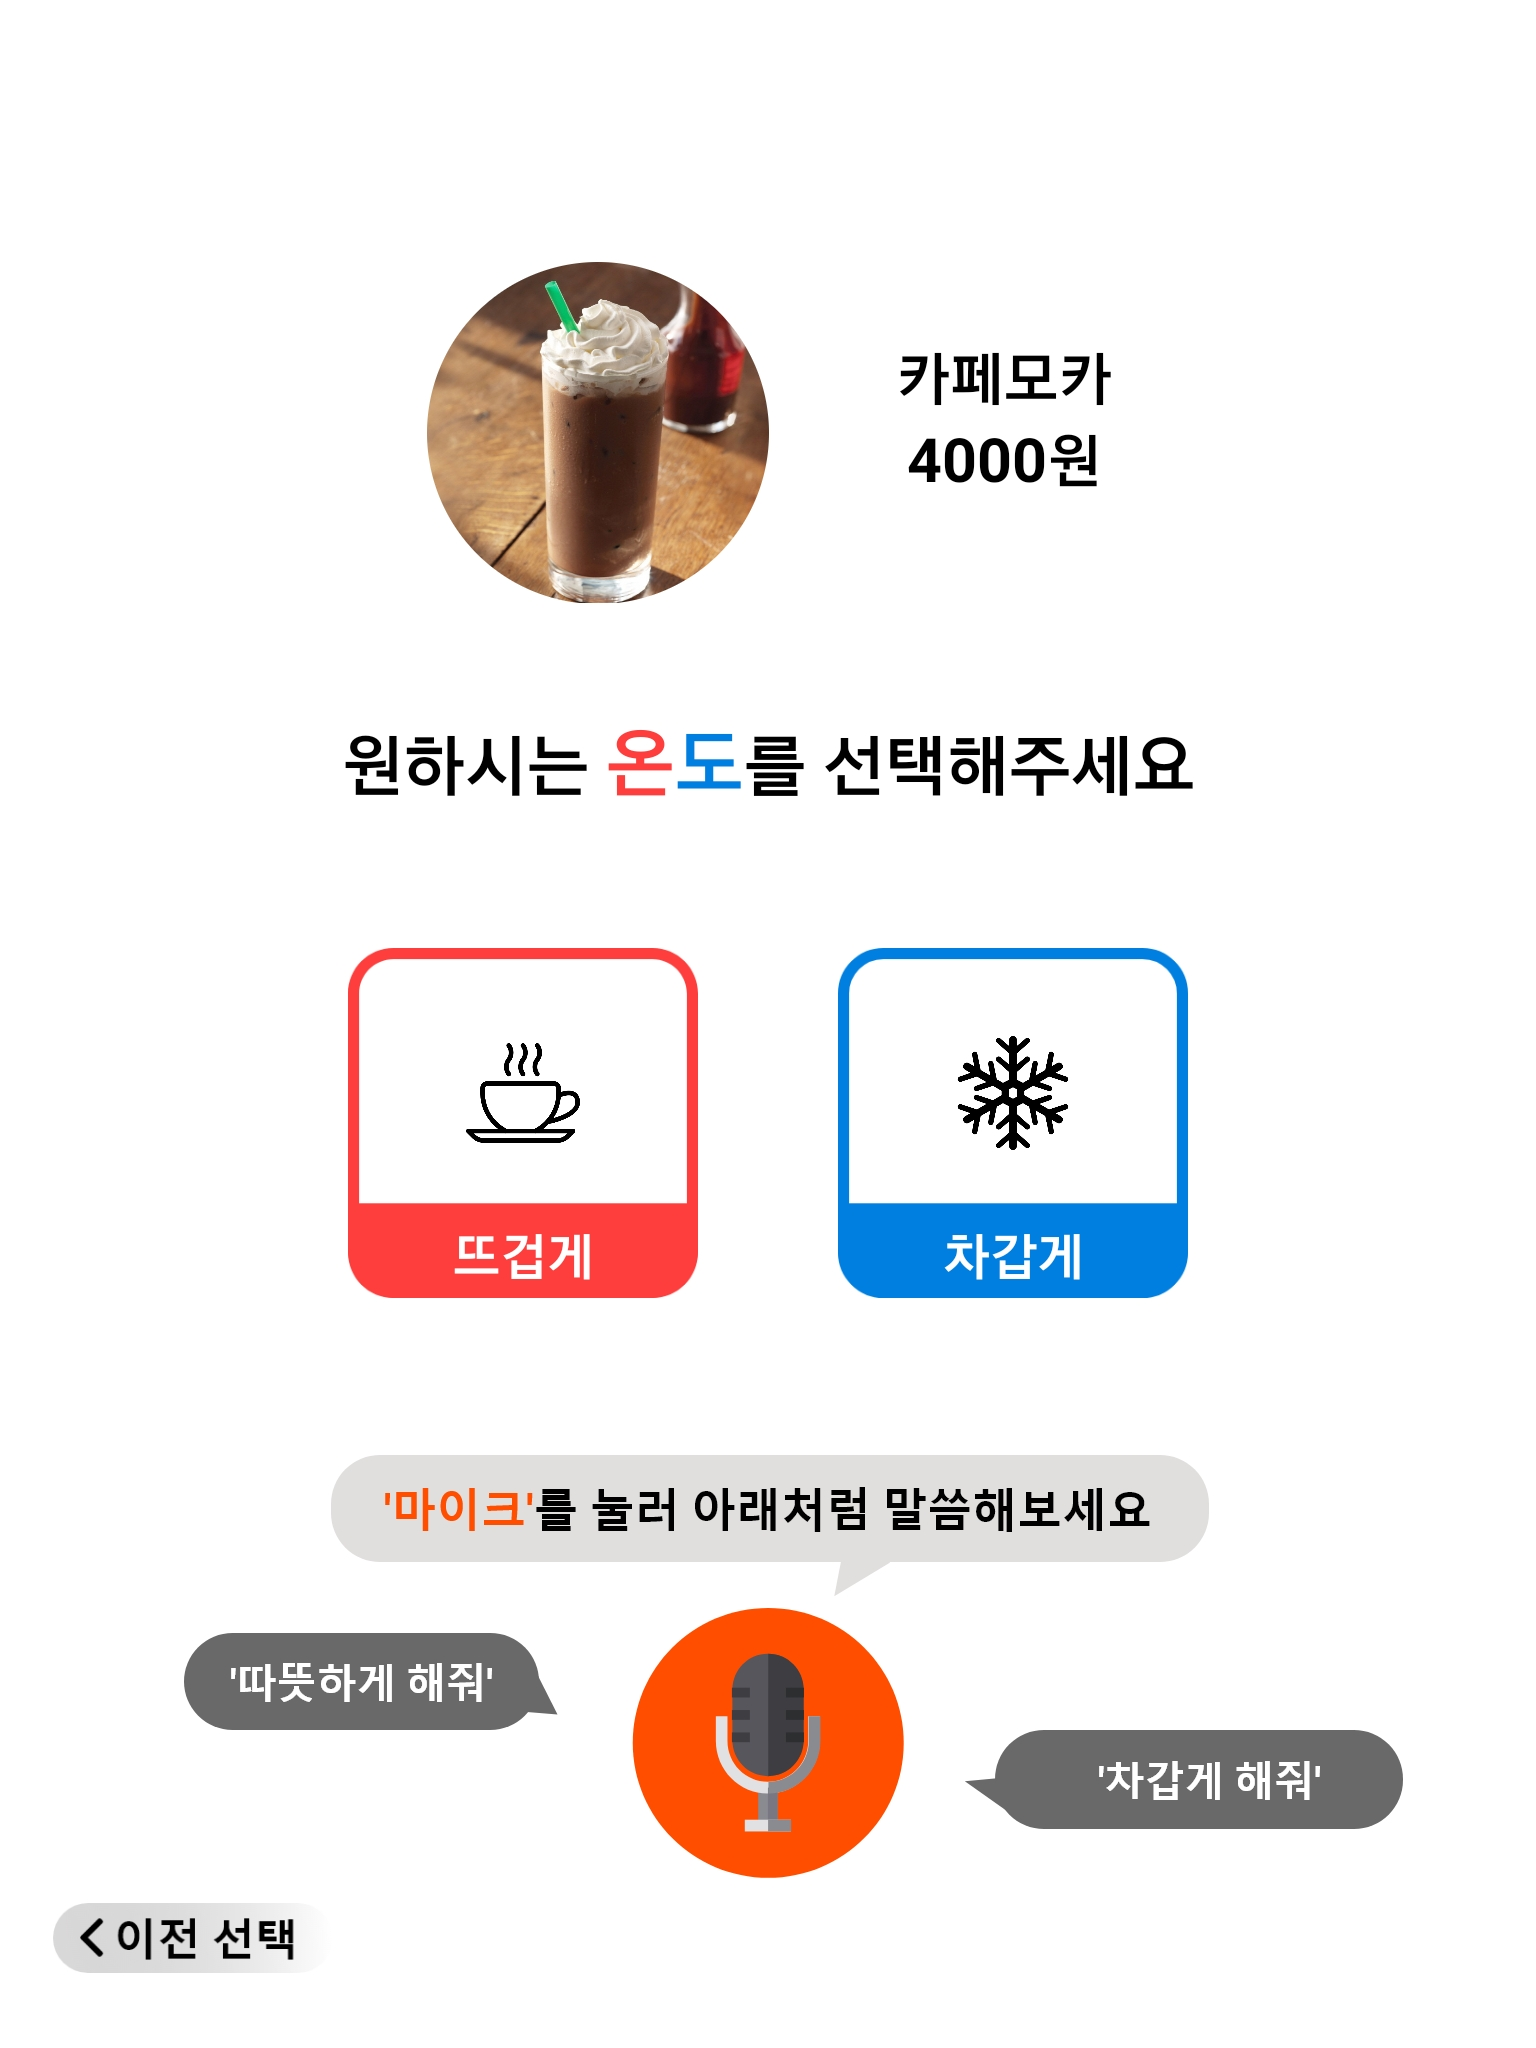 카페모카
4000원
원하시는 온도를 선택해주세요
뜨겁게
차갑게
'마이크'를 눌러 아래처럼 말씀해보세요
'따뜻하게 해줘'
'차갑게 해줘'
이전 선택